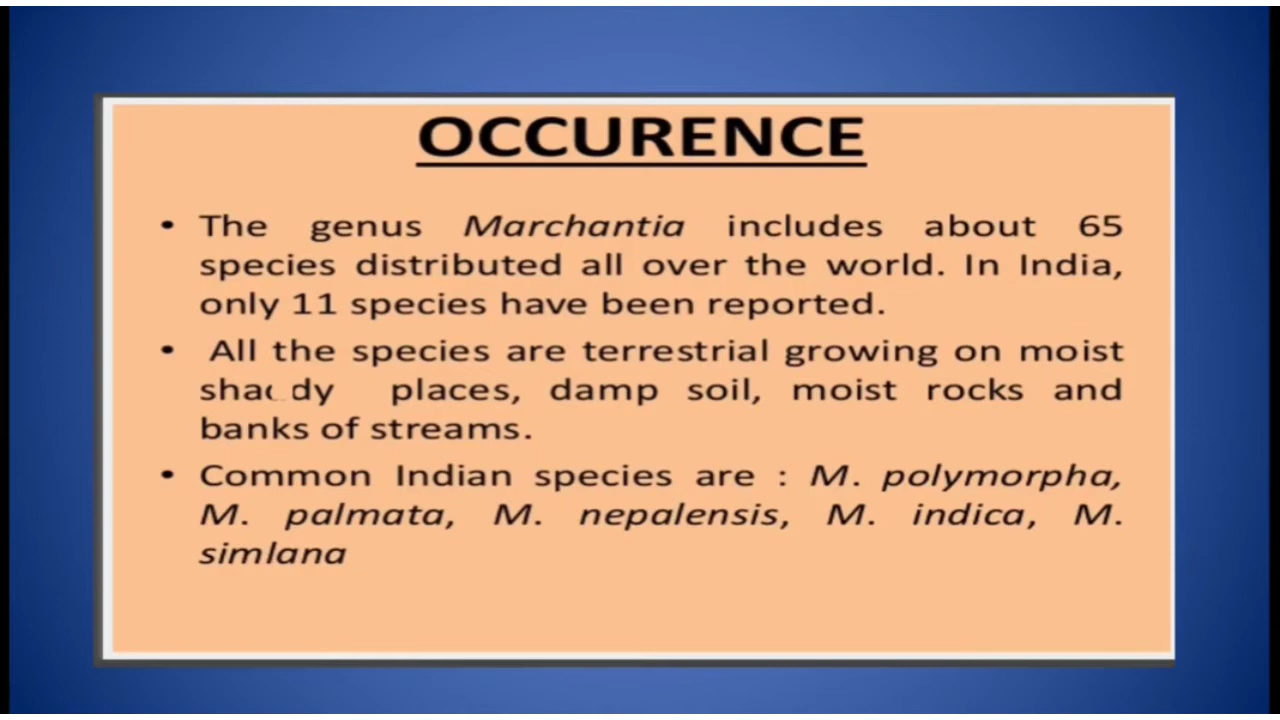 OCCURENCE
• The genus Marchantia includes about 65
species distributed all over the world. In India,
only 11 species have been reported.
• All the species are terrestrial growing on moist
shaddy places, damp soil, moist rocks and
banks of streams.
• Common Indian species are : M. polymorpha,
M. palmata, M. nepalensis, M. indica, M.
simlana